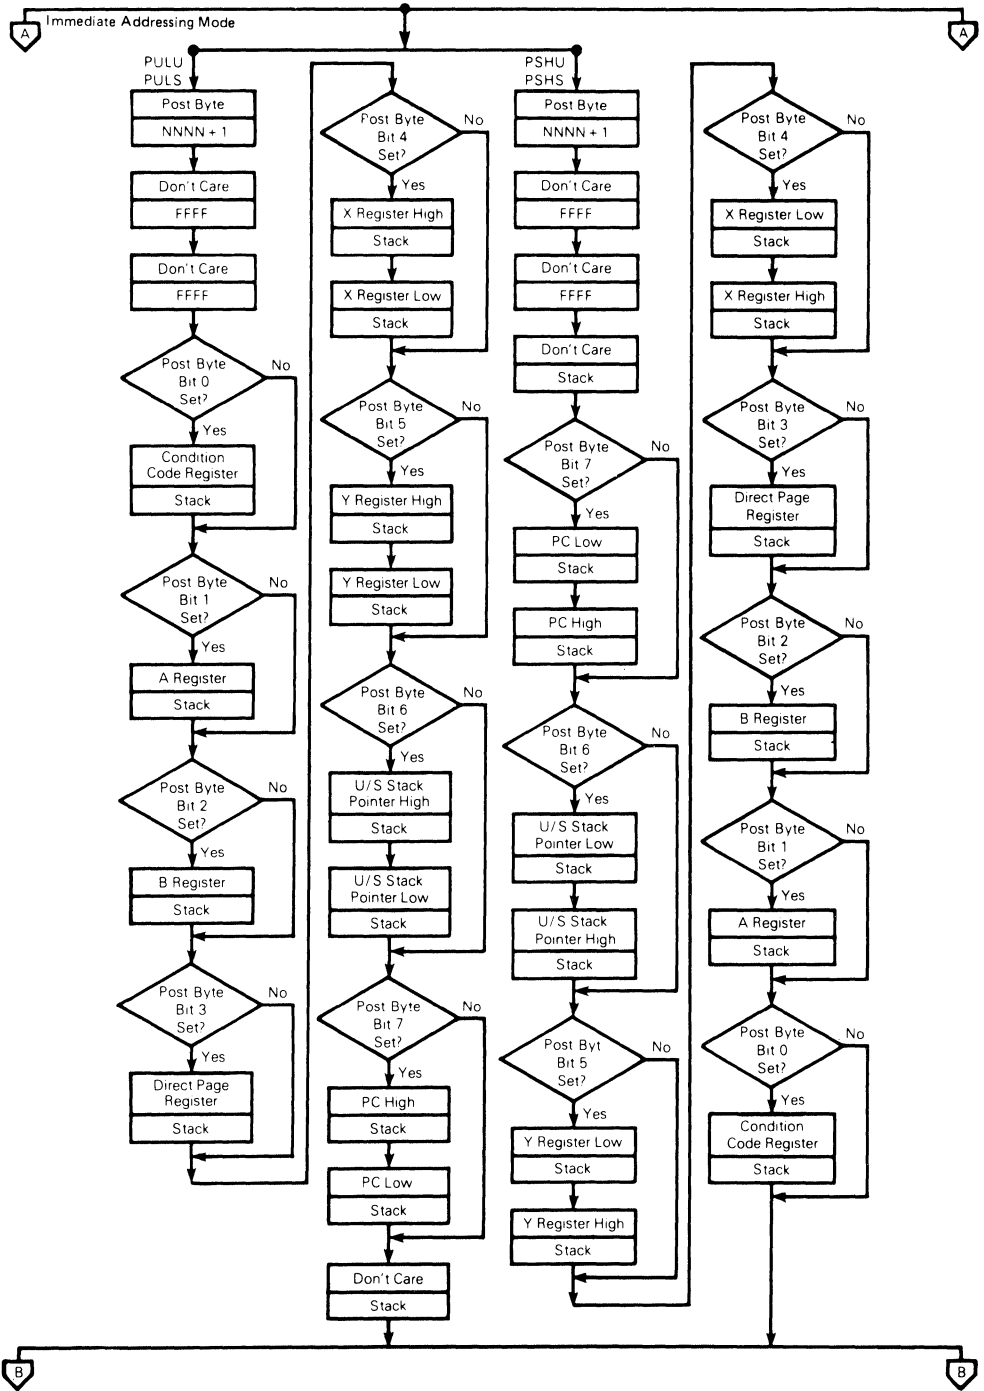 A
Immediate Addressing Mode
A
PULU
PULS
Post Byte
NNNN + 1
Don't Care
FFFF
Don't Care
FFFF
Post Byte
Bit 0
Set?
No
Yes
Condition
Code Register
Stack
Post Byte
Bit 1
Set?
No
Yes
A Register
Stack
Post Byte
Bit 2
Set?
No
Yes
B Register
Stack
Post Byte
Bit 3
Set?
No
Yes
Direct Page
Register
Stack
Post Byte
Bit 4
Set?
No
Yes
X Register High
Stack
X Register Low
Stack
Post Byte
Bit 5
Set?
No
Yes
Y Register High
Stack
Y Register Low
Stack
Post Byte
Bit 6
Set?
No
Yes
U/S Stack
Pointer High
Stack
U/S Stack
Pointer Low
Stack
Post Byte
Bit 7
Set?
No
Yes
PC High
Stack
PC Low
Stack
Don't Care
Stack
PSHU
PSHS
Post Byte
NNNN + 1
Don't Care
FFFF
Don't Care
FFFF
Don't Care
Stack
Post Byte
Bit 7
Set?
No
Yes
PC Low
Stack
PC High
Stack
Post Byte
Bit 6
Set?
No
Yes
U/S Stack
Pointer Low
Stack
U/S Stack
Pointer High
Stack
Post Byt
Bit 5
Set?
No
Yes
Y Register Low
Stack
Y Register High
Stack
Post Byte
Bit 4
Set?
No
Yes
X Register Low
Stack
X Register High
Stack
Post Byte
Bit 3
Set?
No
Yes
Direct Page
Register
Stack
Post Byte
Bit 2
Set?
No
Yes
B Register
Stack
Post Byte
Bit 1
Set?
No
Yes
A Register
Stack
Post Byte
Bit 0
Set?
No
Yes
Condition
Code Register
Stack
B
B